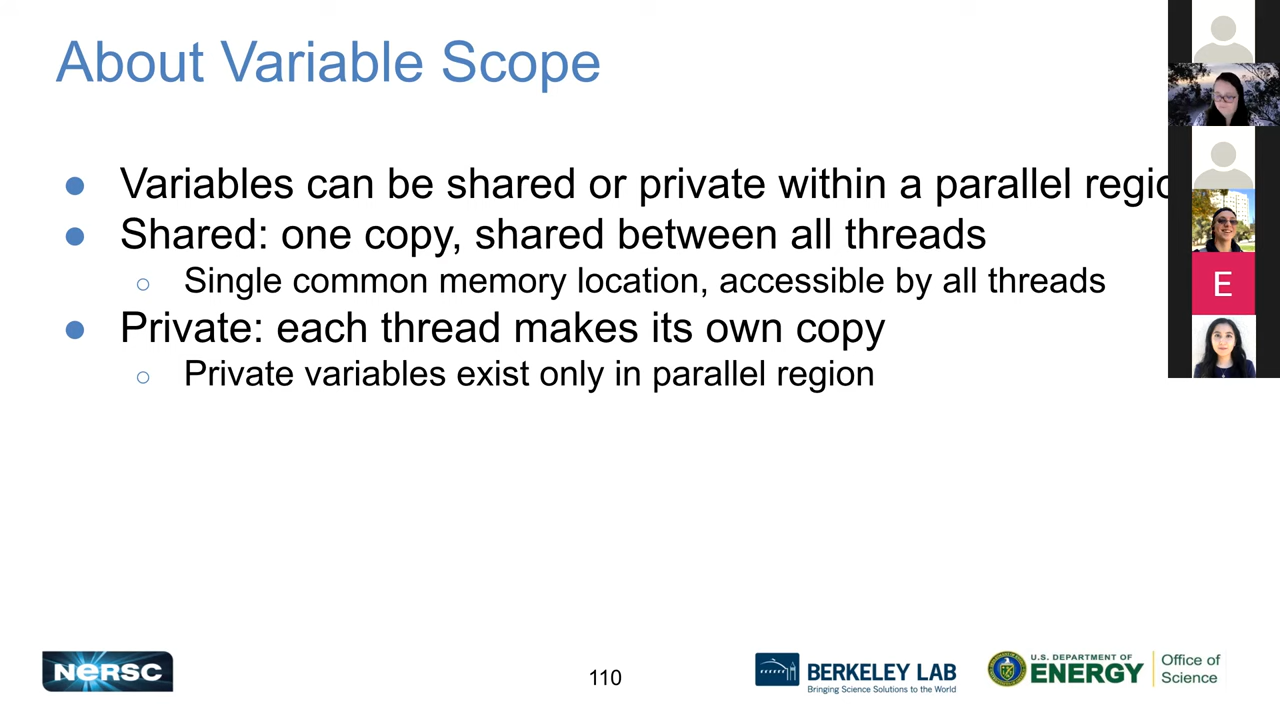 About Variable Scope
Variables can be shared or private within a parallel regio
Shared: one copy, shared between all threads
Single common memory location, accessible by all threads
Private: each thread makes its own copy
Private variables exist only in parallel region
E
NERSC
110
BERKELEY LAB
Bringing Science Solutions to the World
U.S. DEPARTMENT OF
ENERGY
Office of
Science